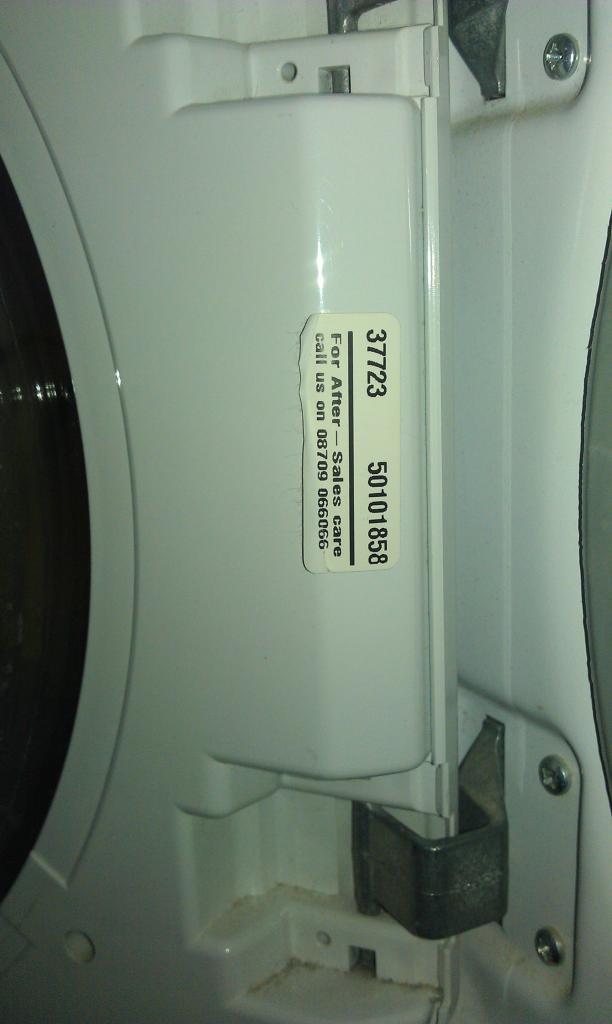 37723 50101858
For After - Sales care
call us on 08709 066066